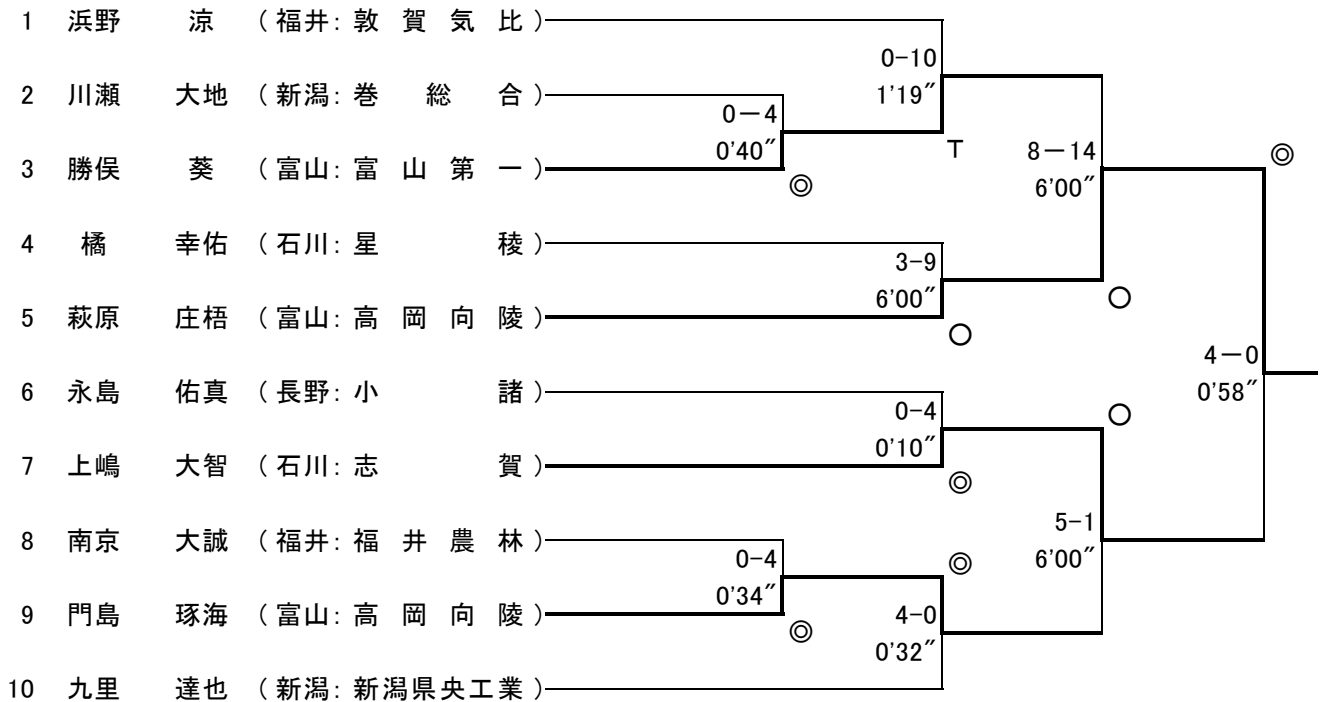 1 浜野 涼 (福井: 敦賀気比)
0-10
2 川瀬 大地 (新潟: 巻総合)
1'19″
0－4
0'40″
T
8－14
◎
3 勝俣 葵 (富山: 富山第一)
◎
6'00″
4 橘 幸佑 (石川: 星稜)
3-9
6'00″
○
5 萩原 庄梧 (富山: 高岡向陵)
○
4－0
6 永島 佑真 (長野: 小諸)
0'58″
0-4
○
0'10″
7 上嶋 大智 (石川: 志賀)
◎
5-1
8 南京 大誠 (福井: 福井農林)
0-4
◎
6'00″
0'34″
9 門島 琢海 (富山: 高岡向陵)
4-0
◎
0'32″
10 九里 達也 (新潟: 新潟県央工業)